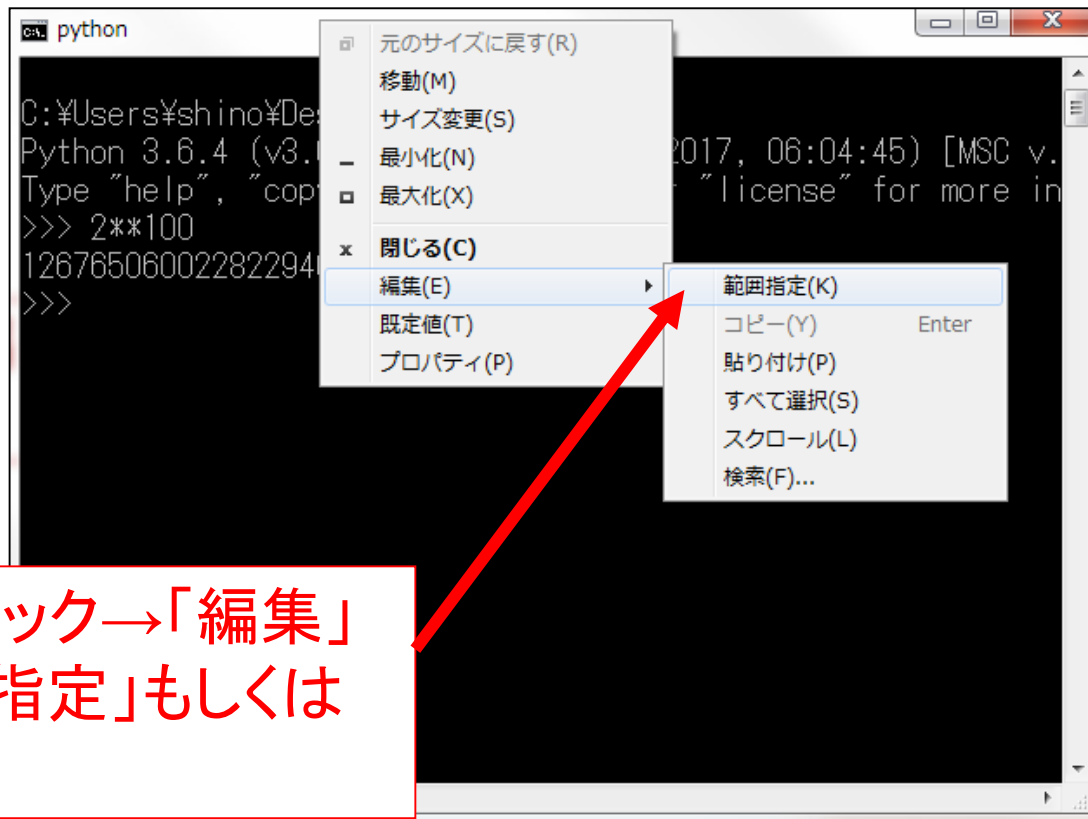 python
C:¥Users¥shino¥De
Python 3.6.4 (v3. 2017, 06:04:45) [MSC v.
Type "help", "cop "license" for more in
>>> 2**100
12676506002282294
>>>
元のサイズに戻す(R)
移動(M)
サイズ変更(S)
最小化(N)
最大化(X)
閉じる(C)
編集(E)
既定値(T)
プロパティ(P)
範囲指定(K)
コピー(Y) Enter
貼り付け(P)
すべて選択(S)
スクロール(L)
検索(F)...
ック→「編集」
指定」もしくは